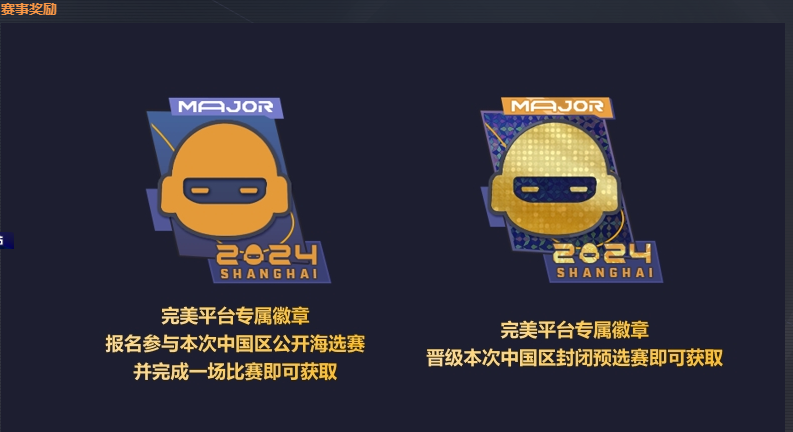 赛事奖励
MAJOR
2024
SHANGHAI
完美平台专属徽章
报名参与本次中国区公开海选赛
并完成一场比赛即可获取
MAJOR
2024
SHANGHAI
完美平台专属徽章
晋级本次中国区封闭预选赛即可获取